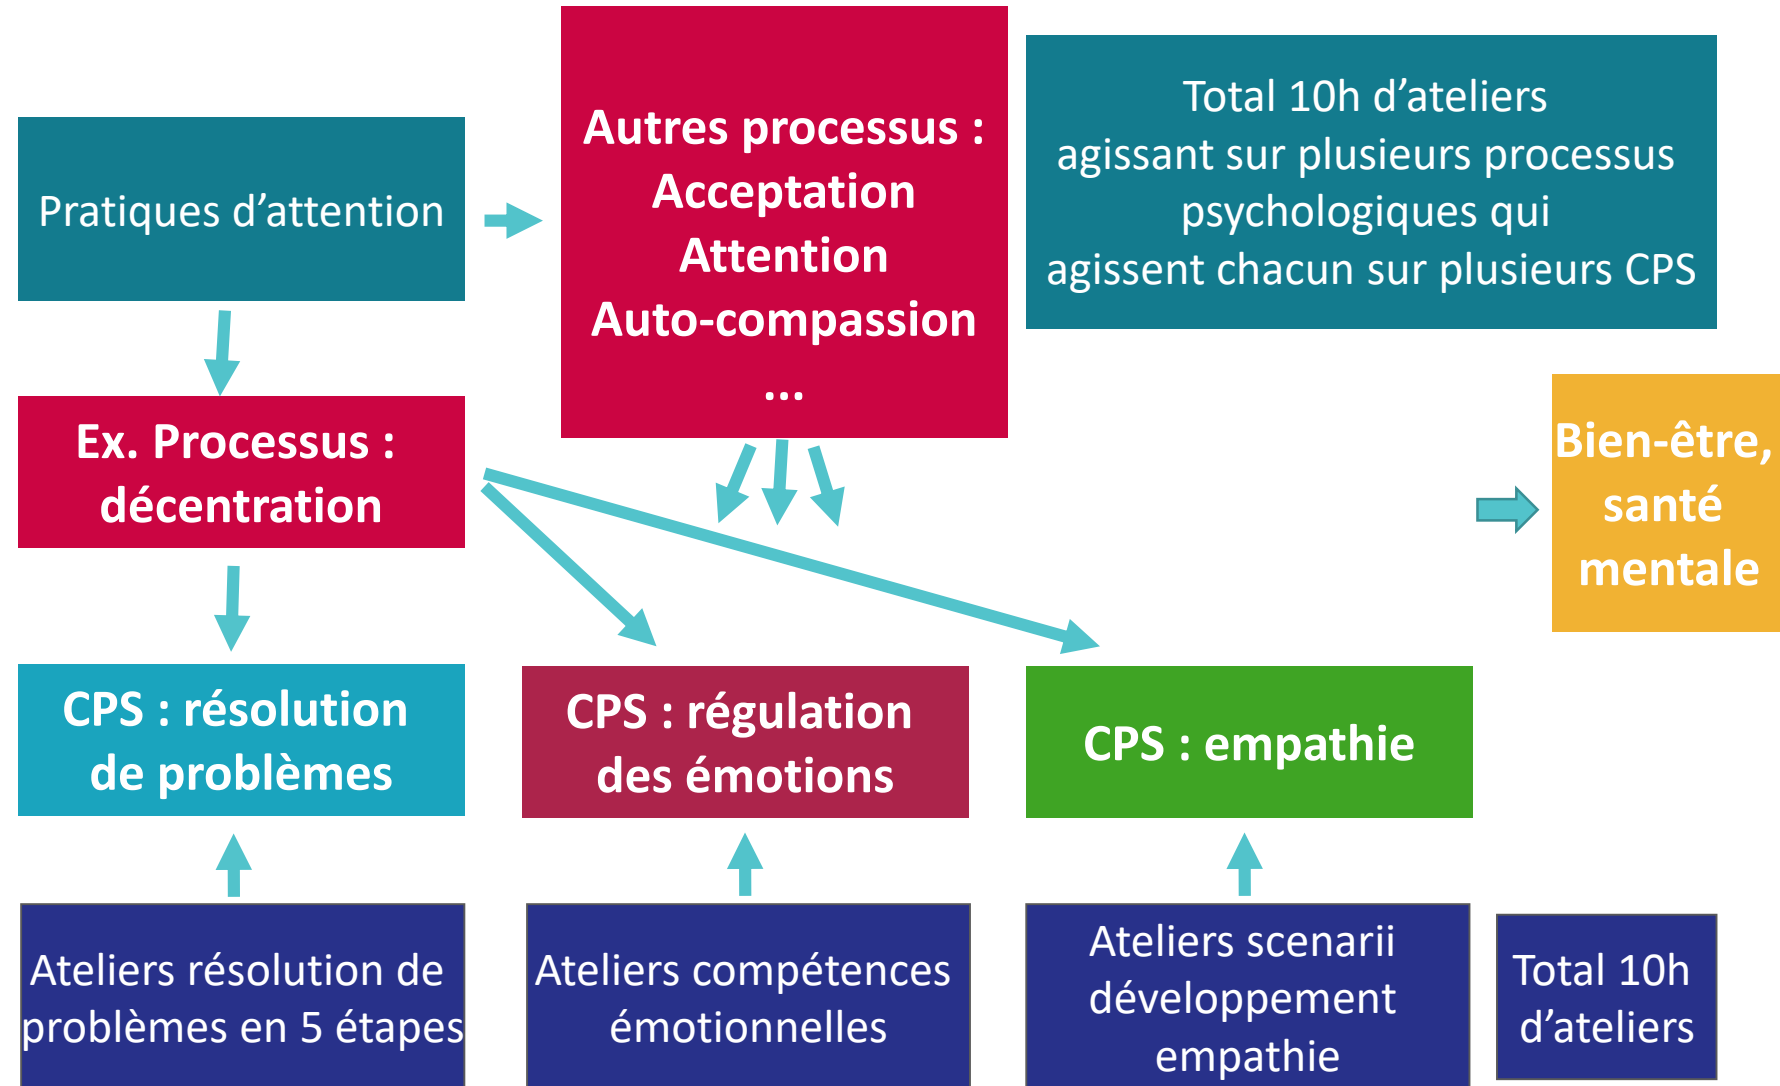 Pratiques d’attention
Autres processus :
Acceptation
Attention
Auto-compassion
...
Total 10h d’ateliers
agissant sur plusieurs processus
psychologiques qui
agissent chacun sur plusieurs CPS
Ex. Processus :
décentration
Bien-être,
santé
mentale
CPS : résolution
de problèmes
CPS : régulation
des émotions
CPS : empathie
Ateliers résolution de
problèmes en 5 étapes
Ateliers compétences
émotionnelles
Ateliers scenarii
développement
empathie
Total 10h
d’ateliers